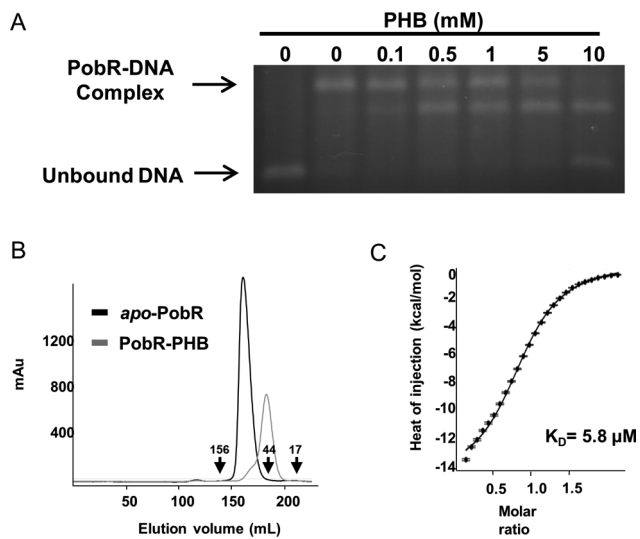 A
PHB (mM)
0 0 0.1 0.5 1 5 10
PobR-DNA
Complex
Unbound DNA
B
apo-PobR
PobR-PHB
mAu
1200
800
400
156 44 17
50 100 150 200
Elution volume (mL)
C
Heat of injection (kcal/mol)
0
-2
-4
-6
-8
-10
-12
-14
K_D= 5.8 µM
0.5 1.0 1.5
Molar
ratio